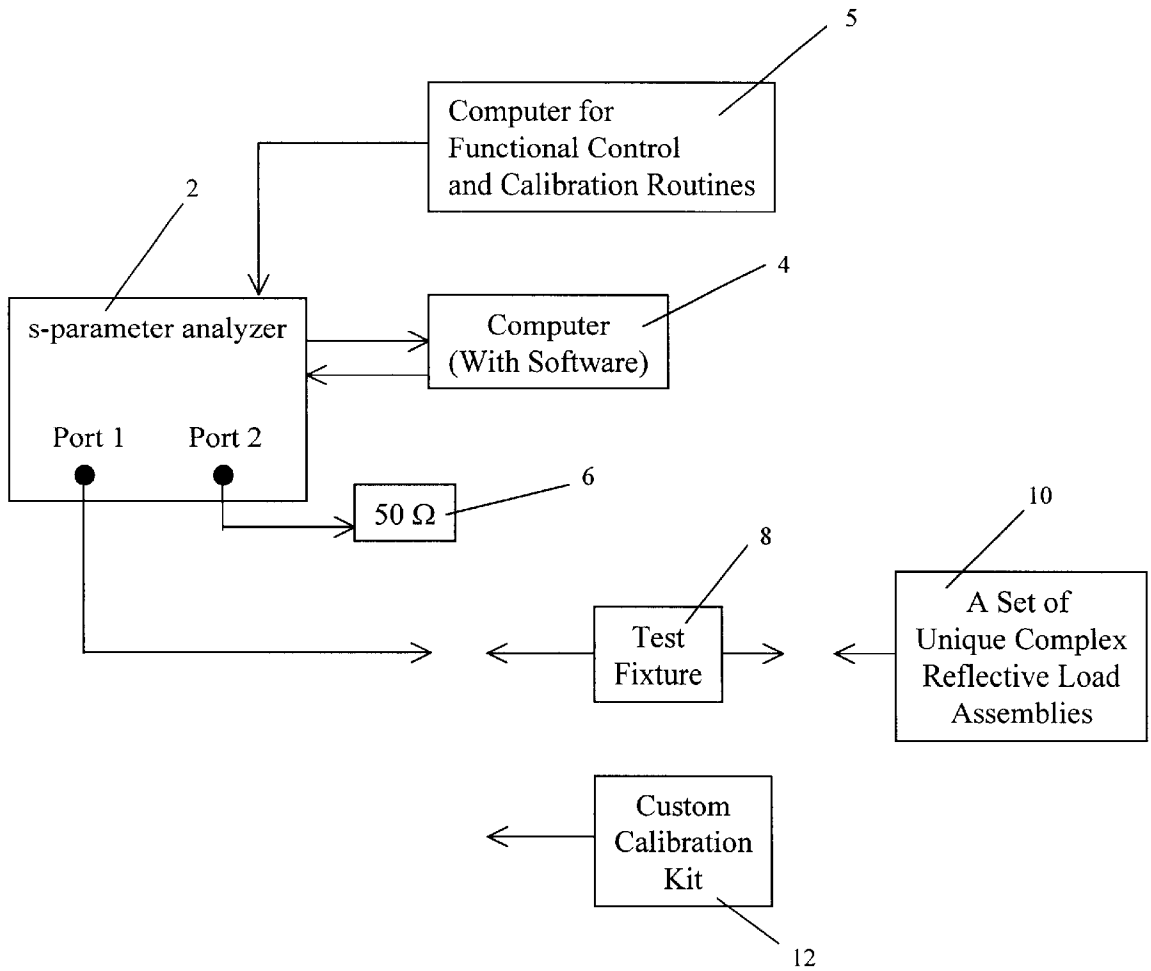 5
Computer for
Functional Control
and Calibration Routines
2
4
s-parameter analyzer
Computer
(With Software)
Port 1
Port 2
6
50 Ω
10
8
A Set of
Unique Complex
Reflective Load
Assemblies
Test
Fixture
Custom
Calibration
Kit
12